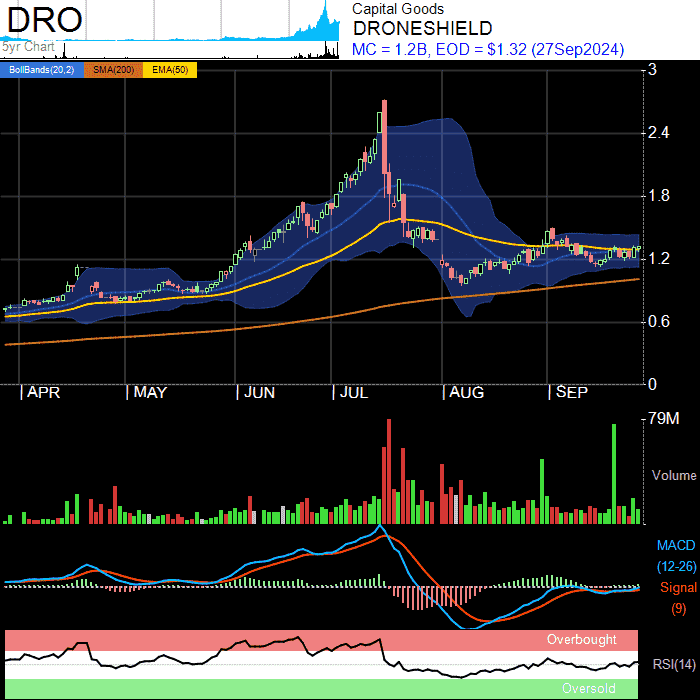 DRO
Capital Goods
DRONESHIELD
5yr Chart
MC = 1.2B, EOD = $1.32 (27Sep2024)
BollBands(20,2) SMA(200) EMA(50)
3
2.4
1.8
1.2
0.6
0
APR MAY JUN JUL AUG SEP
79M
Volume
MACD
(12-26)
Signal
(9)
Overbought
RSI(14)
Oversold